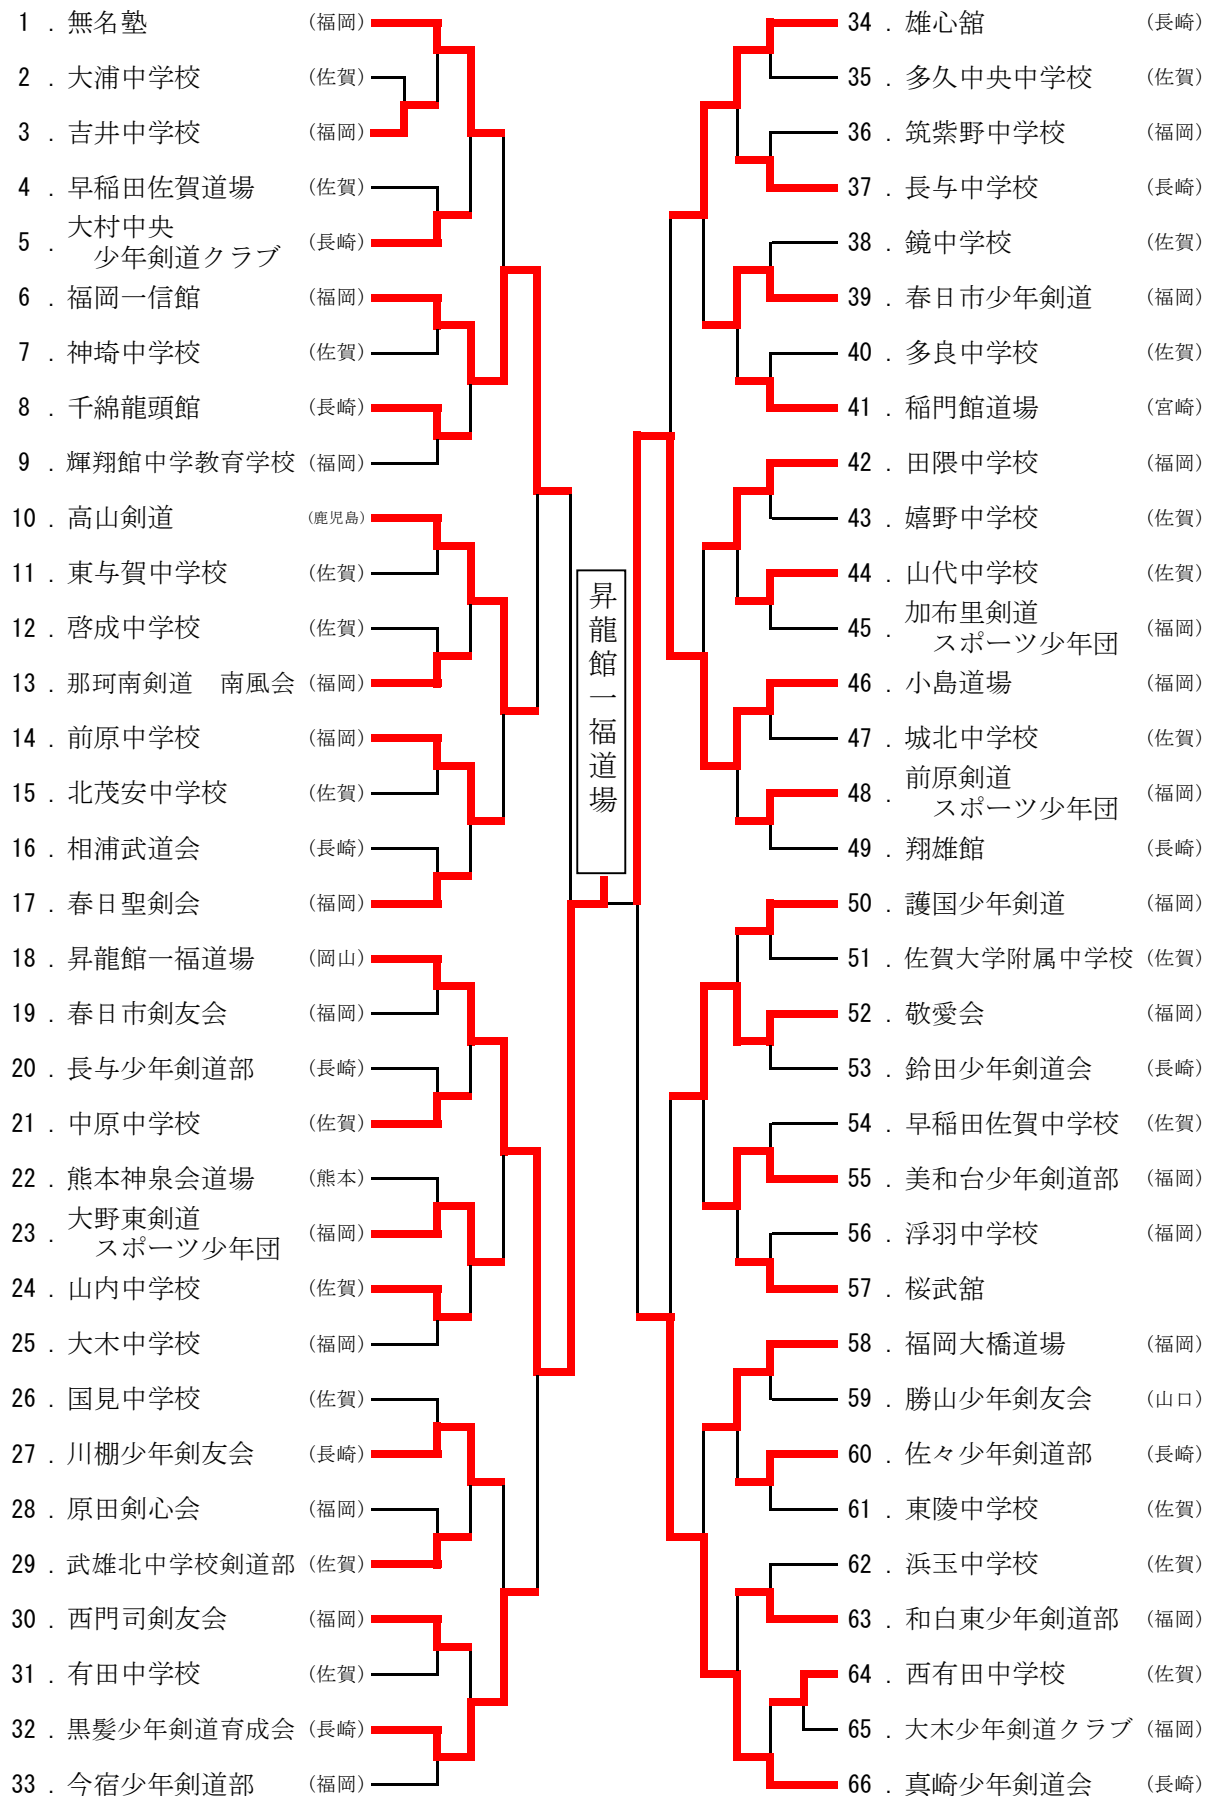 1 . 無名塾 (福岡)
2 . 大浦中学校 (佐賀)
3 . 吉井中学校 (福岡)
4 . 早稲田佐賀道場 (佐賀)
5 . 大村中央
少年剣道クラブ (長崎)
6 . 福岡一信館 (福岡)
7 . 神埼中学校 (佐賀)
8 . 千綿龍頭館 (長崎)
9 . 輝翔館中学教育学校 (福岡)
10 . 高山剣道 (鹿児島)
11 . 東与賀中学校 (佐賀)
12 . 啓成中学校 (佐賀)
13 . 那珂南剣道　南風会 (福岡)
14 . 前原中学校 (福岡)
15 . 北茂安中学校 (佐賀)
16 . 相浦武道会 (長崎)
17 . 春日聖剣会 (福岡)
18 . 昇龍館一福道場 (岡山)
19 . 春日市剣友会 (福岡)
20 . 長与少年剣道部 (長崎)
21 . 中原中学校 (佐賀)
22 . 熊本神泉会道場 (熊本)
23 . 大野東剣道
スポーツ少年団 (福岡)
24 . 山内中学校 (佐賀)
25 . 大木中学校 (福岡)
26 . 国見中学校 (佐賀)
27 . 川棚少年剣友会 (長崎)
28 . 原田剣心会 (福岡)
29 . 武雄北中学校剣道部 (佐賀)
30 . 西門司剣友会 (福岡)
31 . 有田中学校 (佐賀)
32 . 黒髪少年剣道育成会 (長崎)
33 . 今宿少年剣道部 (福岡)
昇龍館一福道場
34 . 雄心舘 (長崎)
35 . 多久中央中学校 (佐賀)
36 . 筑紫野中学校 (福岡)
37 . 長与中学校 (長崎)
38 . 鏡中学校 (佐賀)
39 . 春日市少年剣道 (福岡)
40 . 多良中学校 (佐賀)
41 . 稲門館道場 (宮崎)
42 . 田隈中学校 (福岡)
43 . 嬉野中学校 (佐賀)
44 . 山代中学校 (佐賀)
45 . 加布里剣道
スポーツ少年団 (福岡)
46 . 小島道場 (福岡)
47 . 城北中学校 (佐賀)
48 . 前原剣道
スポーツ少年団 (福岡)
49 . 翔雄館 (長崎)
50 . 護国少年剣道 (福岡)
51 . 佐賀大学附属中学校 (佐賀)
52 . 敬愛会 (福岡)
53 . 鈴田少年剣道会 (長崎)
54 . 早稲田佐賀中学校 (佐賀)
55 . 美和台少年剣道部 (福岡)
56 . 浮羽中学校 (福岡)
57 . 桜武舘
58 . 福岡大橋道場 (福岡)
59 . 勝山少年剣友会 (山口)
60 . 佐々少年剣道部 (長崎)
61 . 東陵中学校 (佐賀)
62 . 浜玉中学校 (佐賀)
63 . 和白東少年剣道部 (福岡)
64 . 西有田中学校 (佐賀)
65 . 大木少年剣道クラブ (福岡)
66 . 真崎少年剣道会 (長崎)